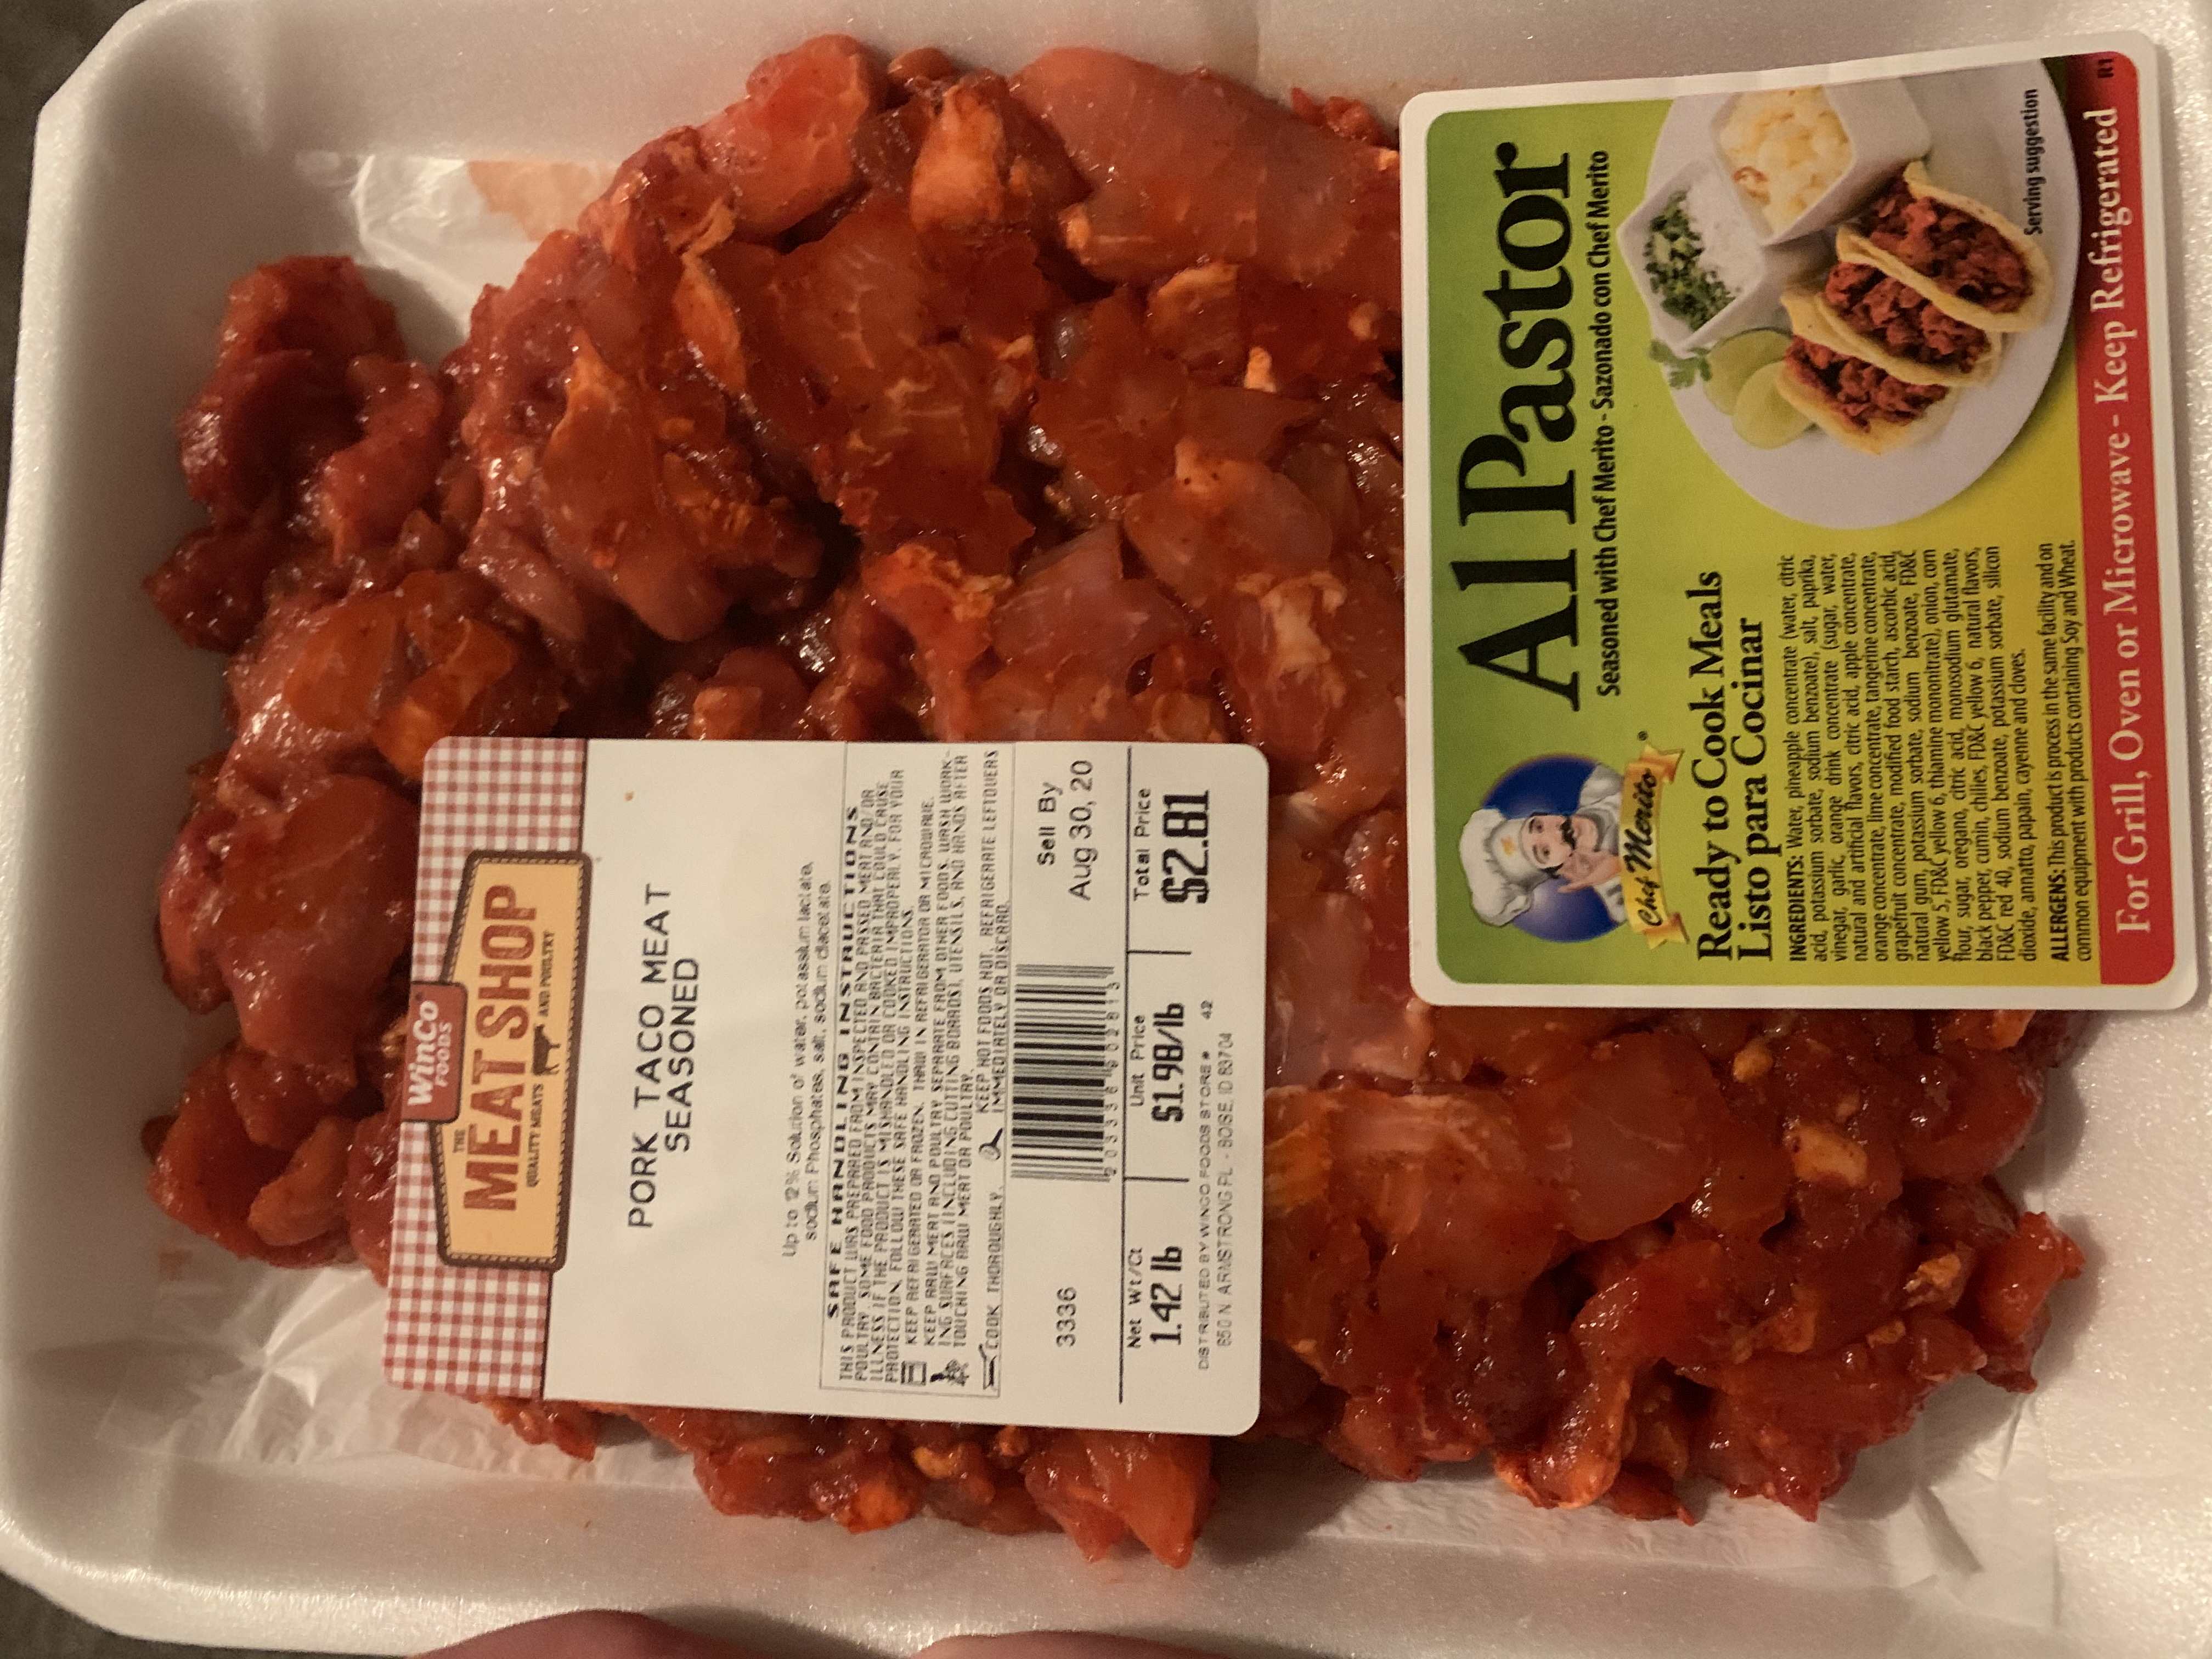 WinCo
FOODS
THE
MEAT SHOP
QUALITY MEATS AND POULTRY
PORK TACO MEAT
SEASONED
Up to 12% Solution of water, potassium lactate,
sodium Phosphates, salt, sodium diacetate.
SAFE HANDLING INSTRUCTIONS
THIS PRODUCT WAS PREPARED FROM INSPECTED AND PASSED MEAT AND/OR
POULTRY. SOME FOOD PRODUCTS MAY CONTAIN BACTERIA THAT COULD CAUSE
ILLNESS IF THE PRODUCT IS MISHANDLED OR COOKED IMPROPERLY. FOR YOUR
PROTECTION, FOLLOW THESE SAFE HANDLING INSTRUCTIONS.
KEEP REFRIGERATED OR FROZEN. THAW IN REFRIGERATOR OR MICROWAVE.
KEEP RAW MEAT AND POULTRY SEPARATE FROM OTHER FOODS. WASH WORK-
ING SURFACES (INCLUDING CUTTING BOARDS), UTENSILS, AND HANDS AFTER
TOUCHING RAW MEAT OR POULTRY.
COOK THOROUGHLY.
KEEP HOT FOODS HOT. REFRIGERATE LEFTOVERS
IMMEDIATELY OR DISCARD.
3336
Sell By
Aug 30, 20
2 03336 902813
Net Wt/Ct
1.42 lb
Unit Price
$1.98/lb
Total Price
$2.81
DISTRIBUTED BY WINCO FOODS STORE # 42
650 N. ARMSTRONG PL - BOISE, ID 83704
Al Pastor
Seasoned with Chef Merito - Sazonado con Chef Merito
Chef Merito ®
Ready to Cook Meals
Listo para Cocinar
INGREDIENTS: Water, pineapple concentrate (water, citric
acid, potassium sorbate, sodium benzoate), salt, paprika,
vinegar, garlic, orange drink concentrate (sugar, water,
natural and artificial flavors, citric acid, apple concentrate,
orange concentrate, lime concentrate, tangerine concentrate,
grapefruit concentrate, modified food starch, ascorbic acid,
natural gum, potassium sorbate, sodium benzoate, FD&C
yellow 5, FD&C yellow 6, thiamine mononitrate), onion, corn
flour, sugar, oregano, citric acid, monosodium glutamate,
black pepper, cumin, chilies, FD&C yellow 6, natural flavors,
FD&C red 40, sodium benzoate, potassium sorbate, silicon
dioxide, annatto, papain, cayenne and cloves.
ALLERGENS: This product is process in the same facility and on
common equipment with products containing Soy and Wheat.
Serving suggestion
For Grill, Oven or Microwave - Keep Refrigerated
R1